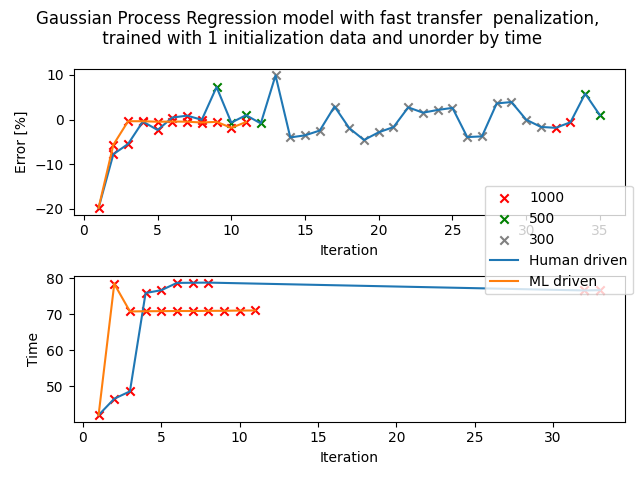 Gaussian Process Regression model with fast transfer  penalization,
trained with 1 initialization data and unorder by time
Error [%]
10
0
−10
−20
0 5 10 15 20 25 30 35
Iteration
1000
500
300
Human driven
ML driven
Time
80
70
60
50
0 5 10 15 20 25 30
Iteration